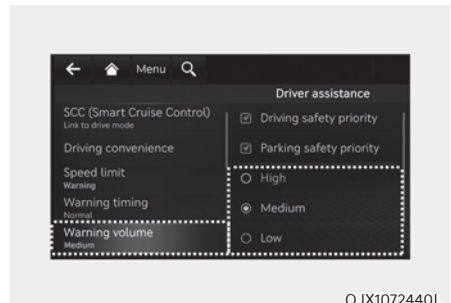 Menu
Driver assistance
SCC (Smart Cruise Control)
Link to drive mode
Driving convenience
Speed limit
Warning
Warning timing
Normal
Warning volume
Medium
Driving safety priority
Parking safety priority
High
Medium
Low
OJX1072440L